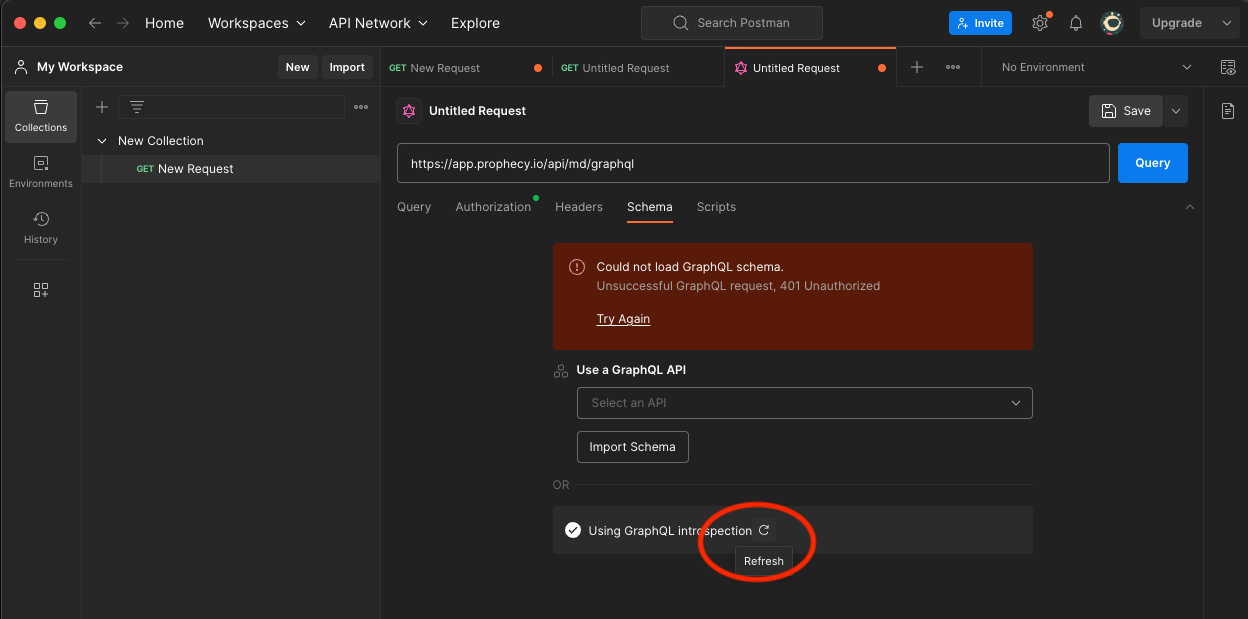 Home
Workspaces
API Network
Explore
Search Postman
Invite
Upgrade
My Workspace
New
Import
GET New Request
GET Untitled Request
Untitled Request
No Environment
Collections
Environments
History
New Collection
GET New Request
Untitled Request
Save
https://app.prophecy.io/api/md/graphql
Query
Query
Authorization
Headers
Schema
Scripts
Could not load GraphQL schema.
Unsuccessful GraphQL request, 401 Unauthorized
Try Again
Use a GraphQL API
Select an API
Import Schema
OR
Using GraphQL introspection
Refresh